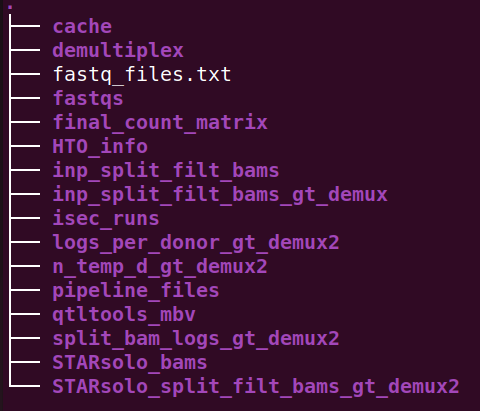 .
├── cache
├── demultiplex
├── fastq_files.txt
├── fastqs
├── final_count_matrix
├── HTO_info
├── inp_split_filt_bams
├── inp_split_filt_bams_gt_demux
├── isec_runs
├── logs_per_donor_gt_demux2
├── n_temp_d_gt_demux2
├── pipeline_files
├── qtltools_mbv
├── split_bam_logs_gt_demux2
├── STARsolo_bams
└── STARsolo_split_filt_bams_gt_demux2